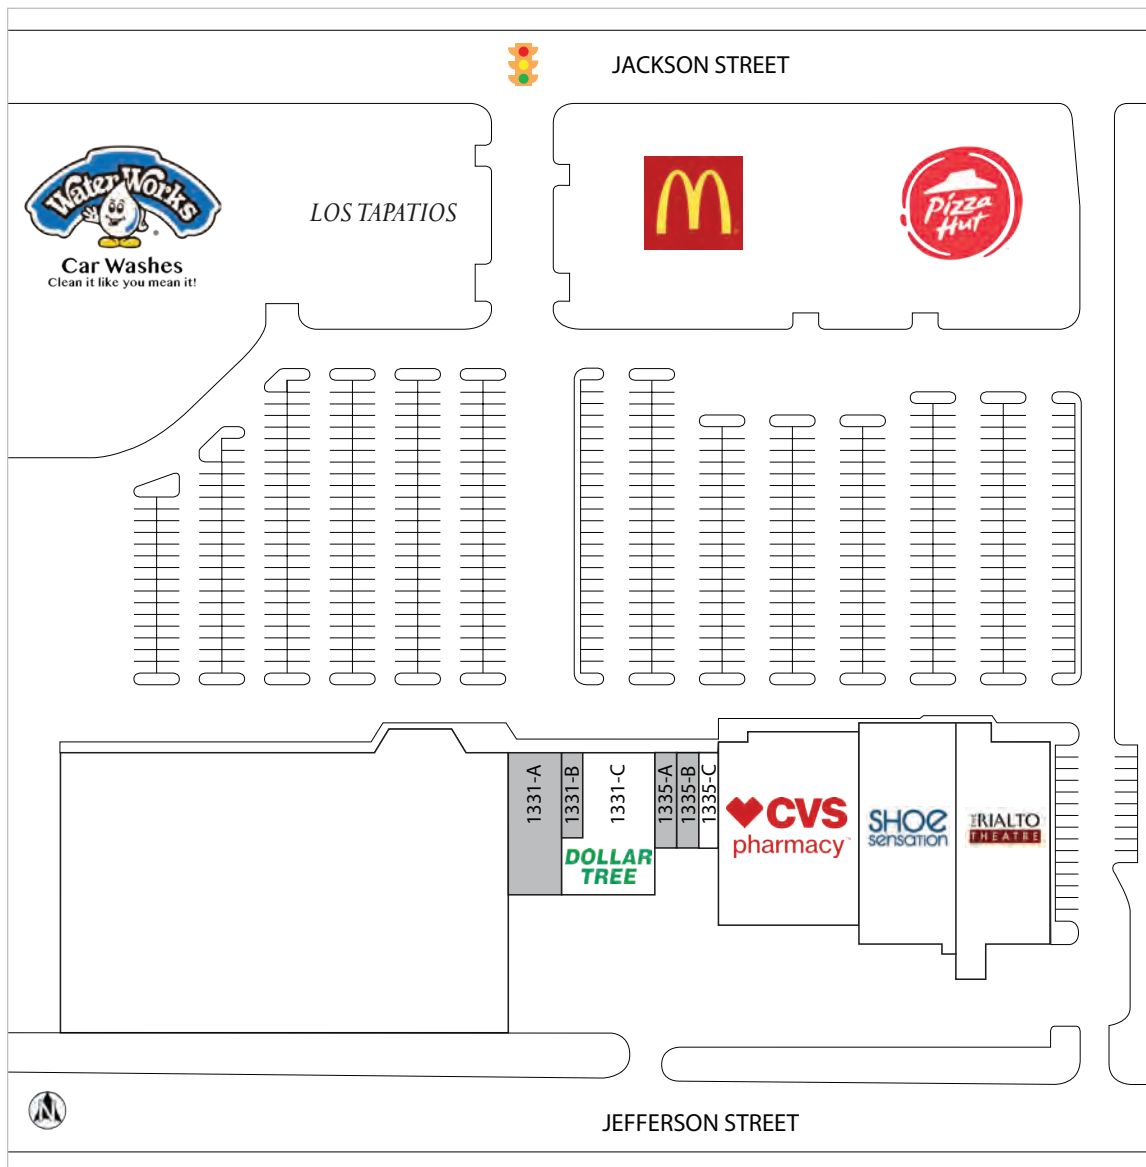 JACKSON STREET
Water Works
Car Washes
Clean it like you mean it!
LOS TAPATIOS
M
Pizza
Hut
1331-A
1331-B
1331-C
1335-A
1335-B
1335-C
DOLLAR
TREE
CVS
pharmacy
SHOE
sensation
THE RIALTO
THEATRE
N
JEFFERSON STREET